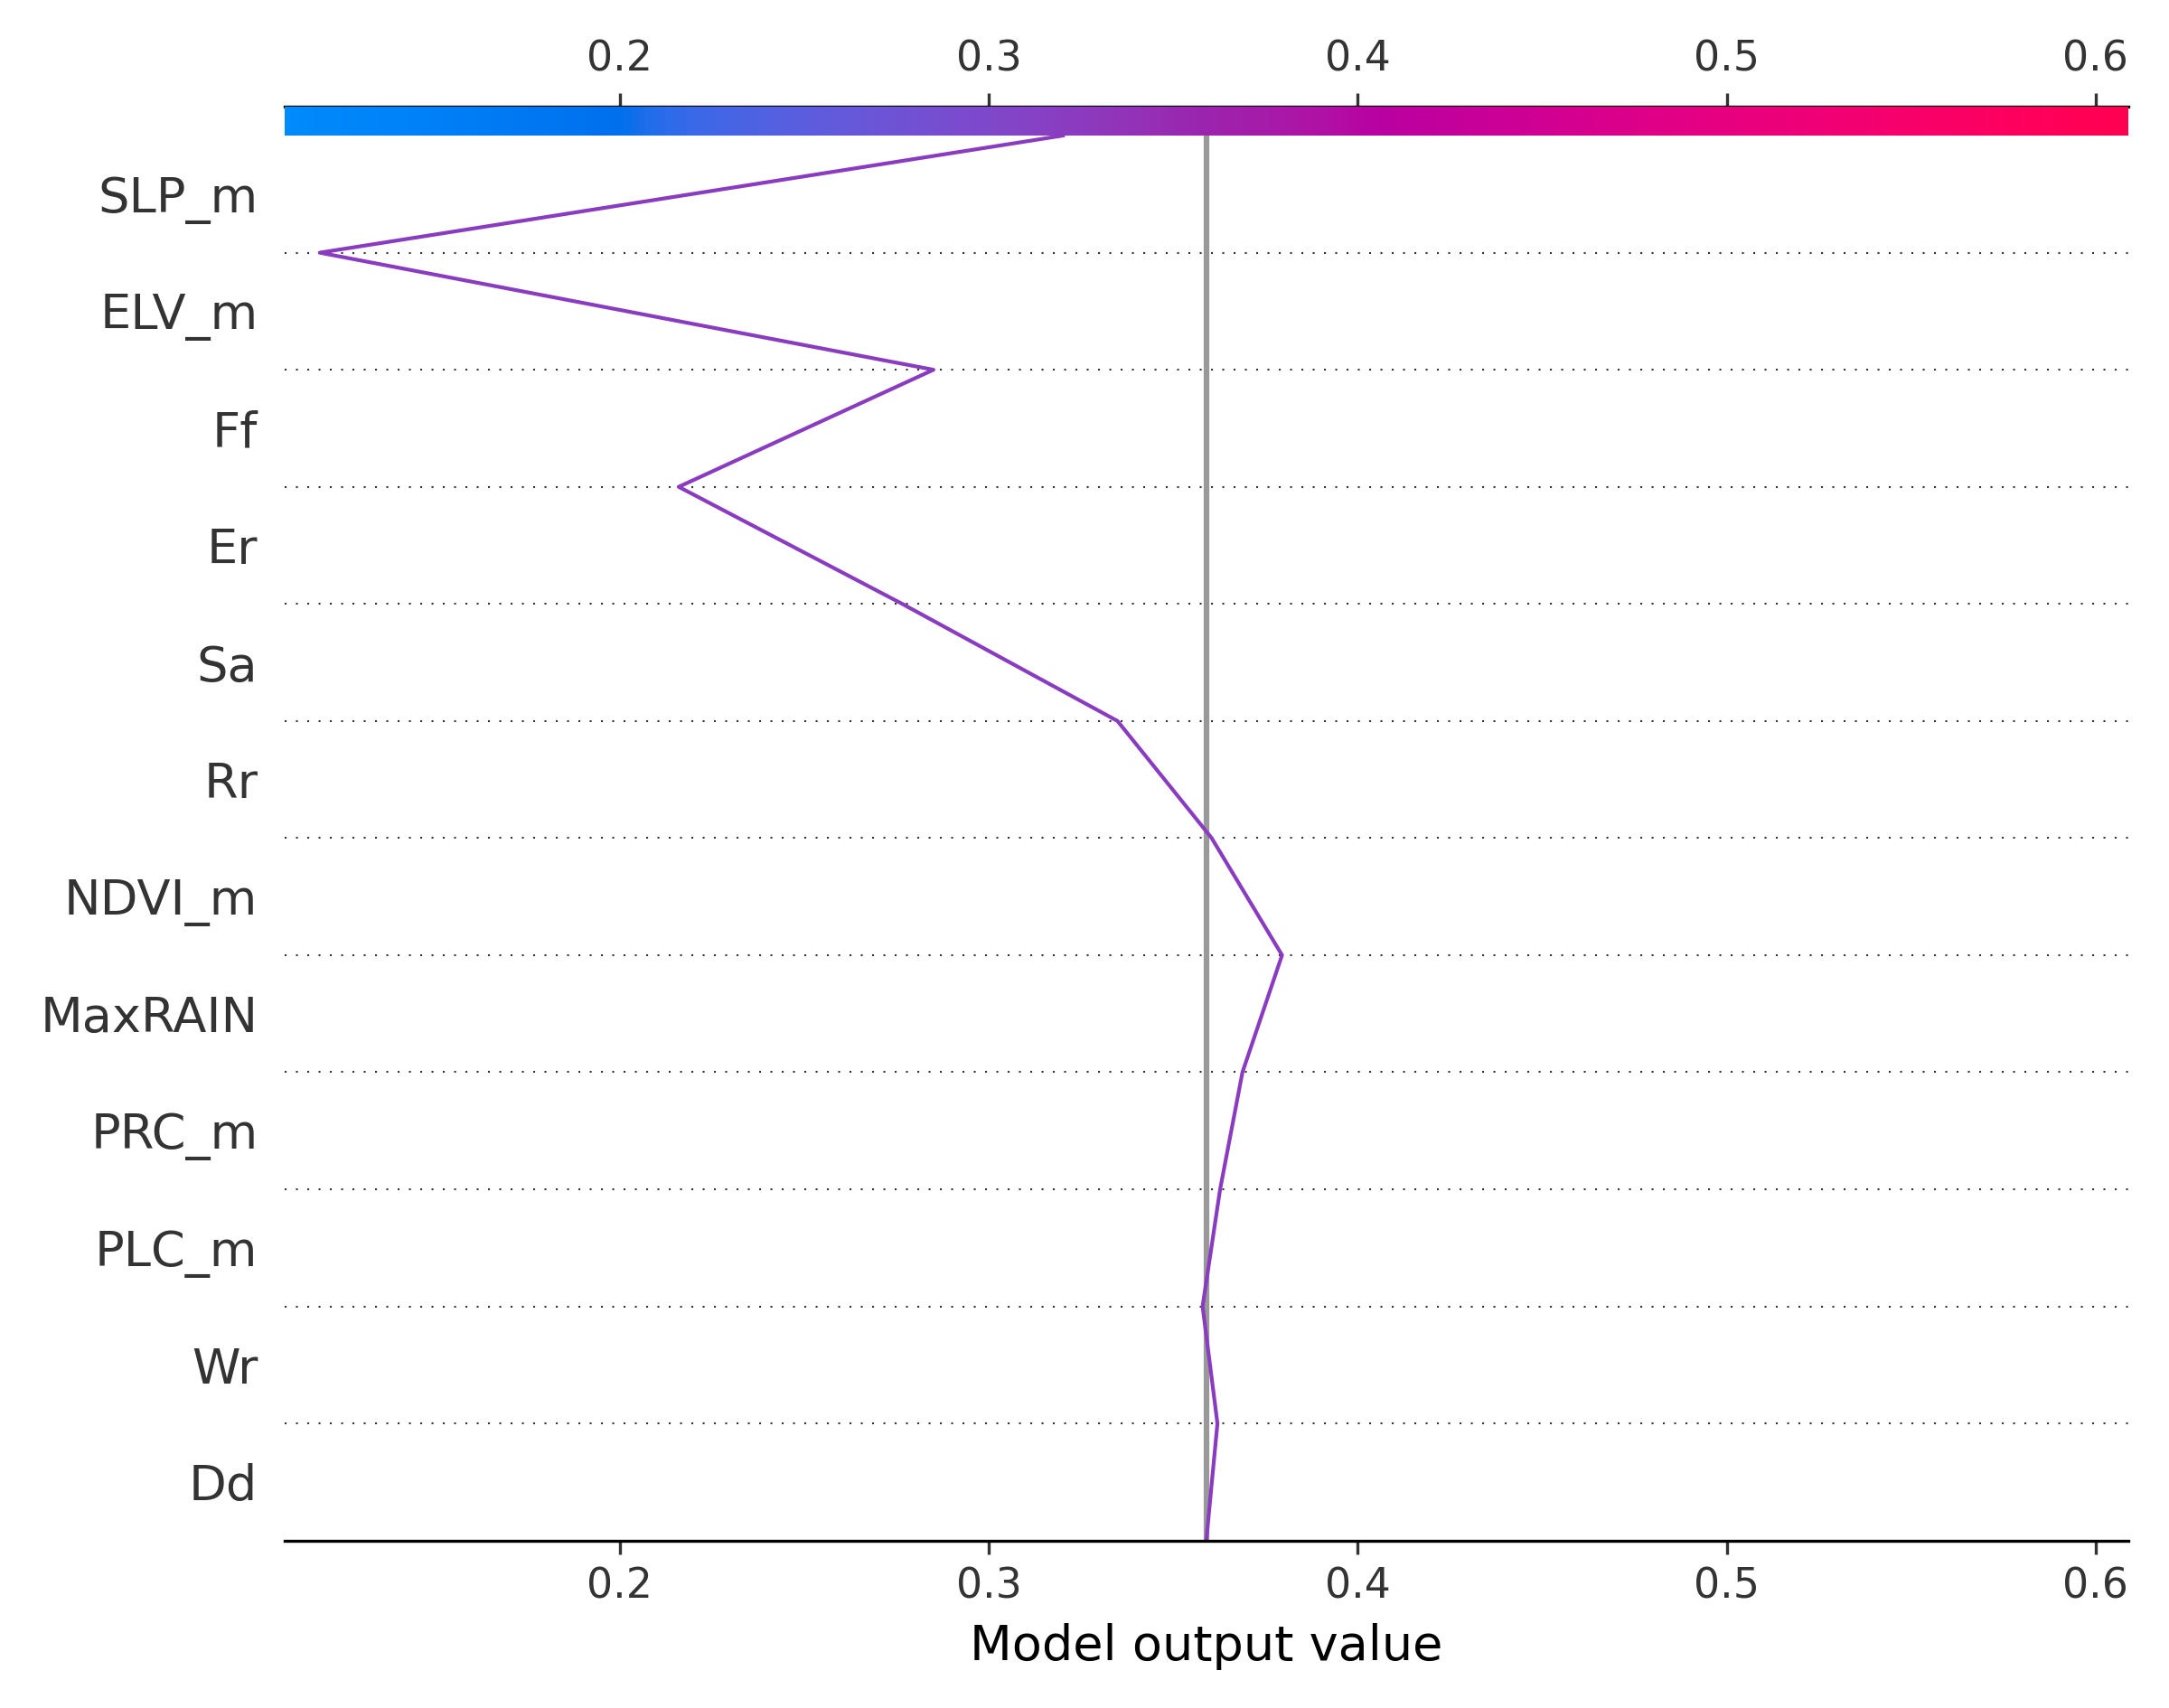 0.2 0.3 0.4 0.5 0.6
SLP_m
ELV_m
Ff
Er
Sa
Rr
NDVI_m
MaxRAIN
PRC_m
PLC_m
Wr
Dd
0.2 0.3 0.4 0.5 0.6
Model output value